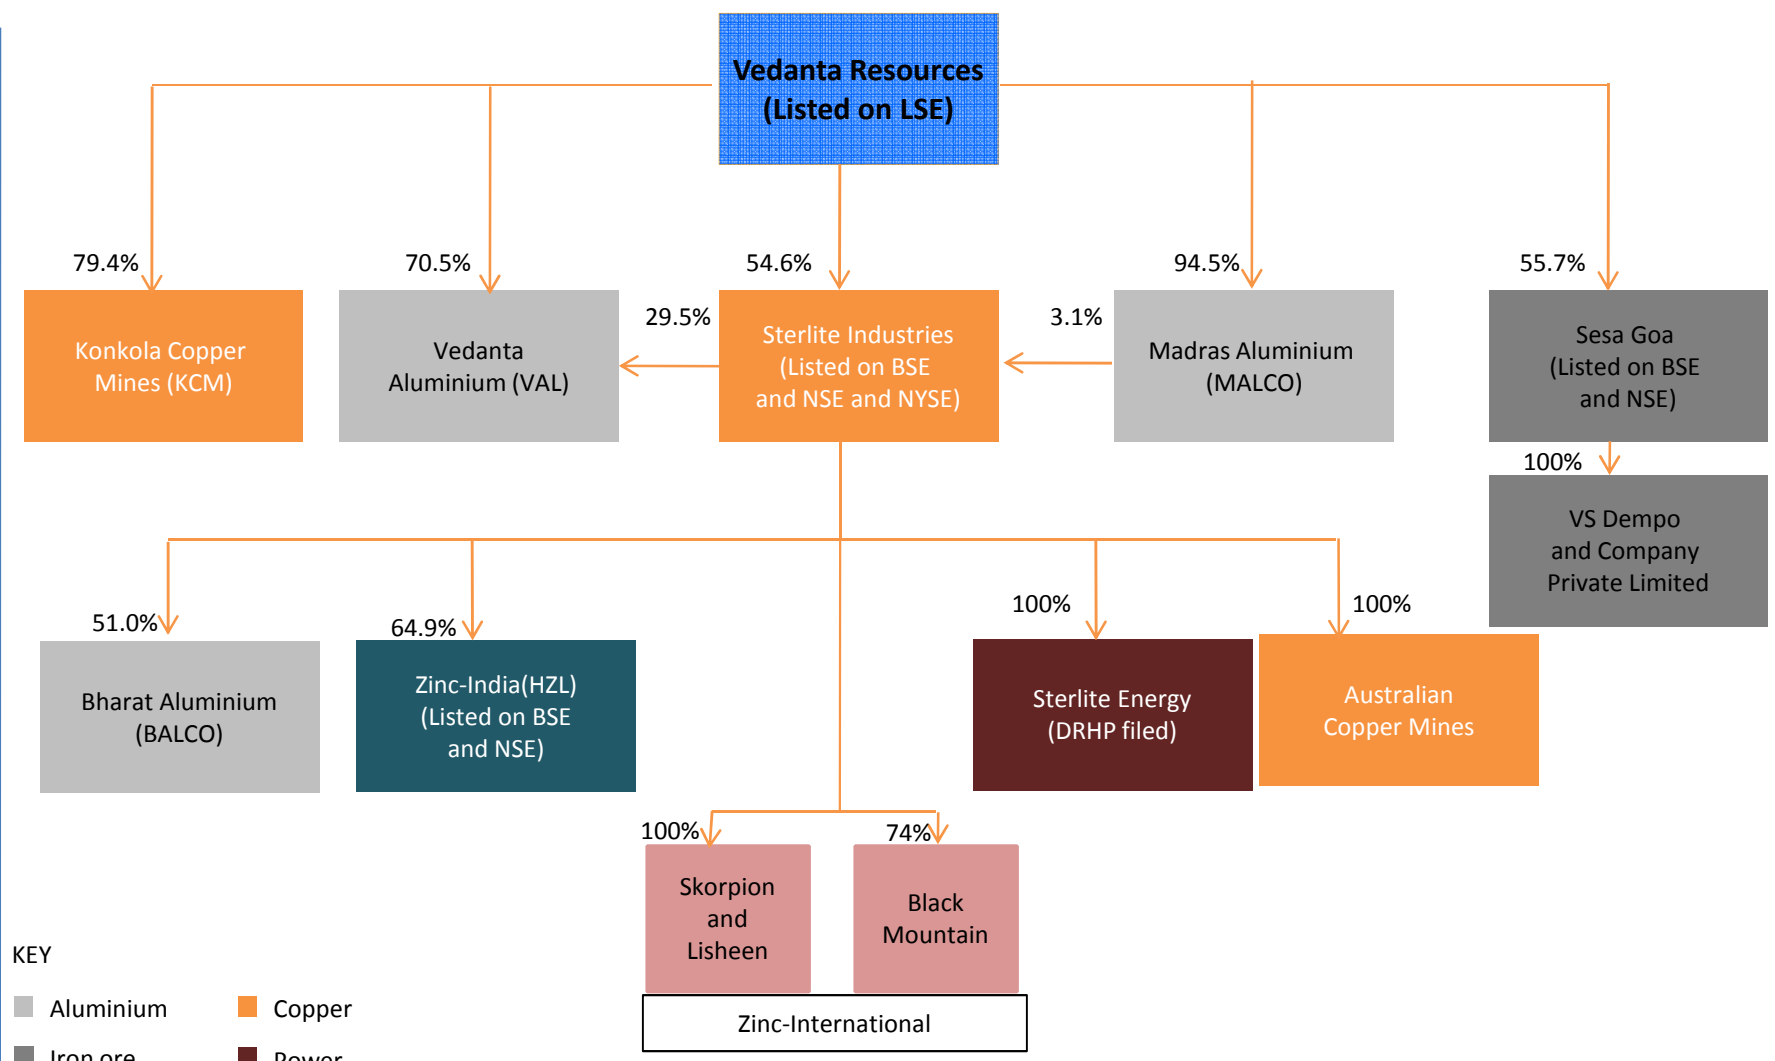 Vedanta Resources
(Listed on LSE)
79.4%
70.5%
54.6%
94.5%
55.7%
29.5%
3.1%
Konkola Copper
Mines (KCM)
Vedanta
Aluminium (VAL)
Sterlite Industries
(Listed on BSE
and NSE and NYSE)
Madras Aluminium
(MALCO)
Sesa Goa
(Listed on BSE
and NSE)
100%
VS Dempo
and Company
Private Limited
51.0%
64.9%
100%
100%
Bharat Aluminium
(BALCO)
Zinc-India(HZL)
(Listed on BSE
and NSE)
Sterlite Energy
(DRHP filed)
Australian
Copper Mines
100%
74%
Skorpion
and
Lisheen
Black
Mountain
Zinc-International
KEY
Aluminium
Copper
Iron ore
Power